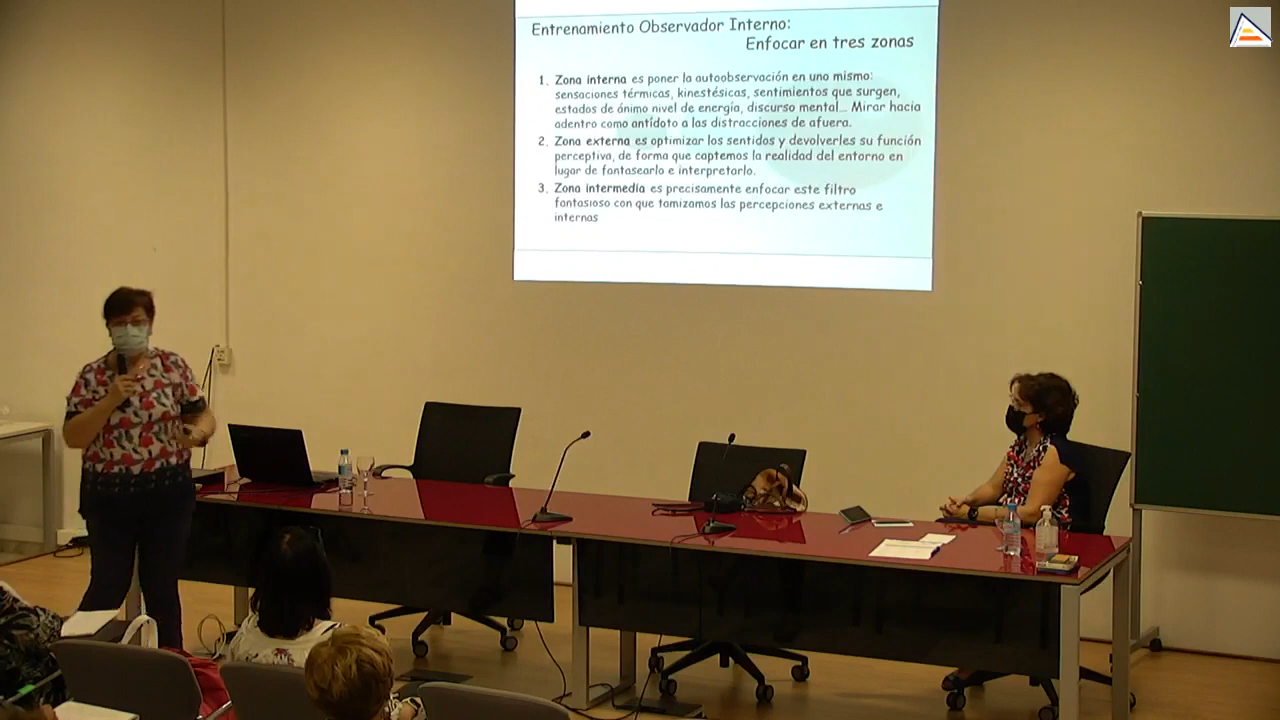 Entrenamiento Observador Interno:
Enfocar en tres zonas
1. Zona interna es poner la autoobservación en uno mismo:
sensaciones térmicas, kinestésicas, sentimientos que surgen,
estados de ánimo nivel de energía, discurso mental... Mirar hacia
adentro como antídoto a las distracciones de afuera.
2. Zona externa es optimizar los sentidos y devolverles su función
perceptiva, de forma que captemos la realidad del entorno en
lugar de fantasearlo e interpretarlo.
3. Zona intermedia es precisamente enfocar este filtro
fantasioso con que tamizamos las percepciones externas e
internas